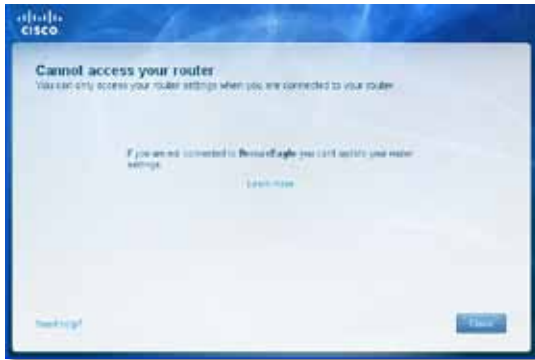 CISCO
Cannot access your router
You can only access your router settings when you are connected to your router.
If you are not connected to you can't update your router
settings.
Learn more
Need help?
Close